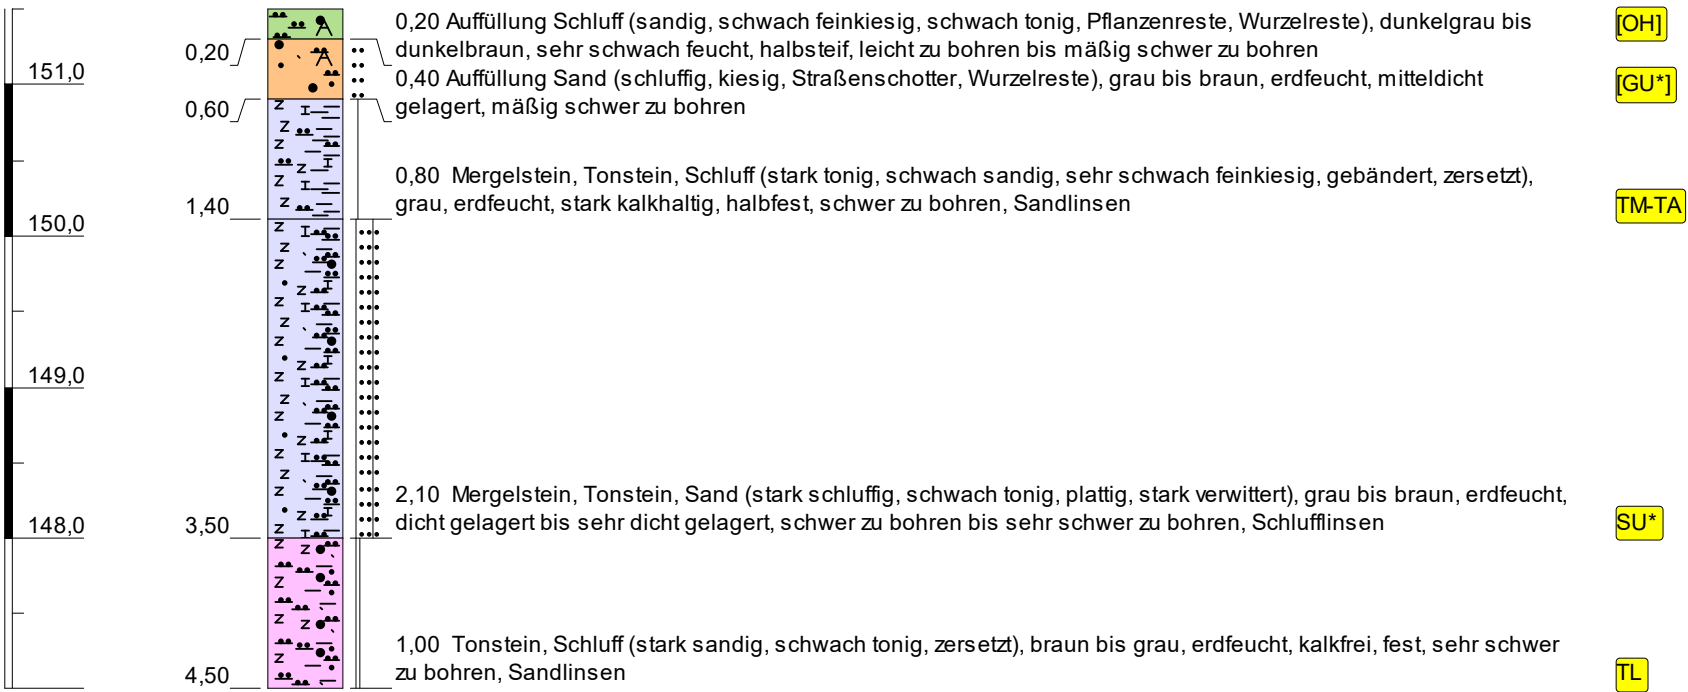 0,20 Auffüllung Schluff (sandig, schwach feinkiesig, schwach tonig, Pflanzenreste, Wurzelreste), dunkelgrau bis
dunkelbraun, sehr schwach feucht, halbsteif, leicht zu bohren bis mäßig schwer zu bohren
[OH]
0,20
151,0
0,40 Auffüllung Sand (schluffig, kiesig, Straßenschotter, Wurzelreste), grau bis braun, erdfeucht, mitteldicht
gelagert, mäßig schwer zu bohren
[GU*]
0,60
0,80 Mergelstein, Tonstein, Schluff (stark tonig, schwach sandig, sehr schwach feinkiesig, gebändert, zersetzt),
grau, erdfeucht, stark kalkhaltig, halbfest, schwer zu bohren, Sandlinsen
TM-TA
1,40
150,0
149,0
2,10 Mergelstein, Tonstein, Sand (stark schluffig, schwach tonig, plattig, stark verwittert), grau bis braun, erdfeucht,
dicht gelagert bis sehr dicht gelagert, schwer zu bohren bis sehr schwer zu bohren, Schlufflinsen
SU*
148,0
3,50
1,00 Tonstein, Schluff (stark sandig, schwach tonig, zersetzt), braun bis grau, erdfeucht, kalkfrei, fest, sehr schwer
zu bohren, Sandlinsen
TL
4,50